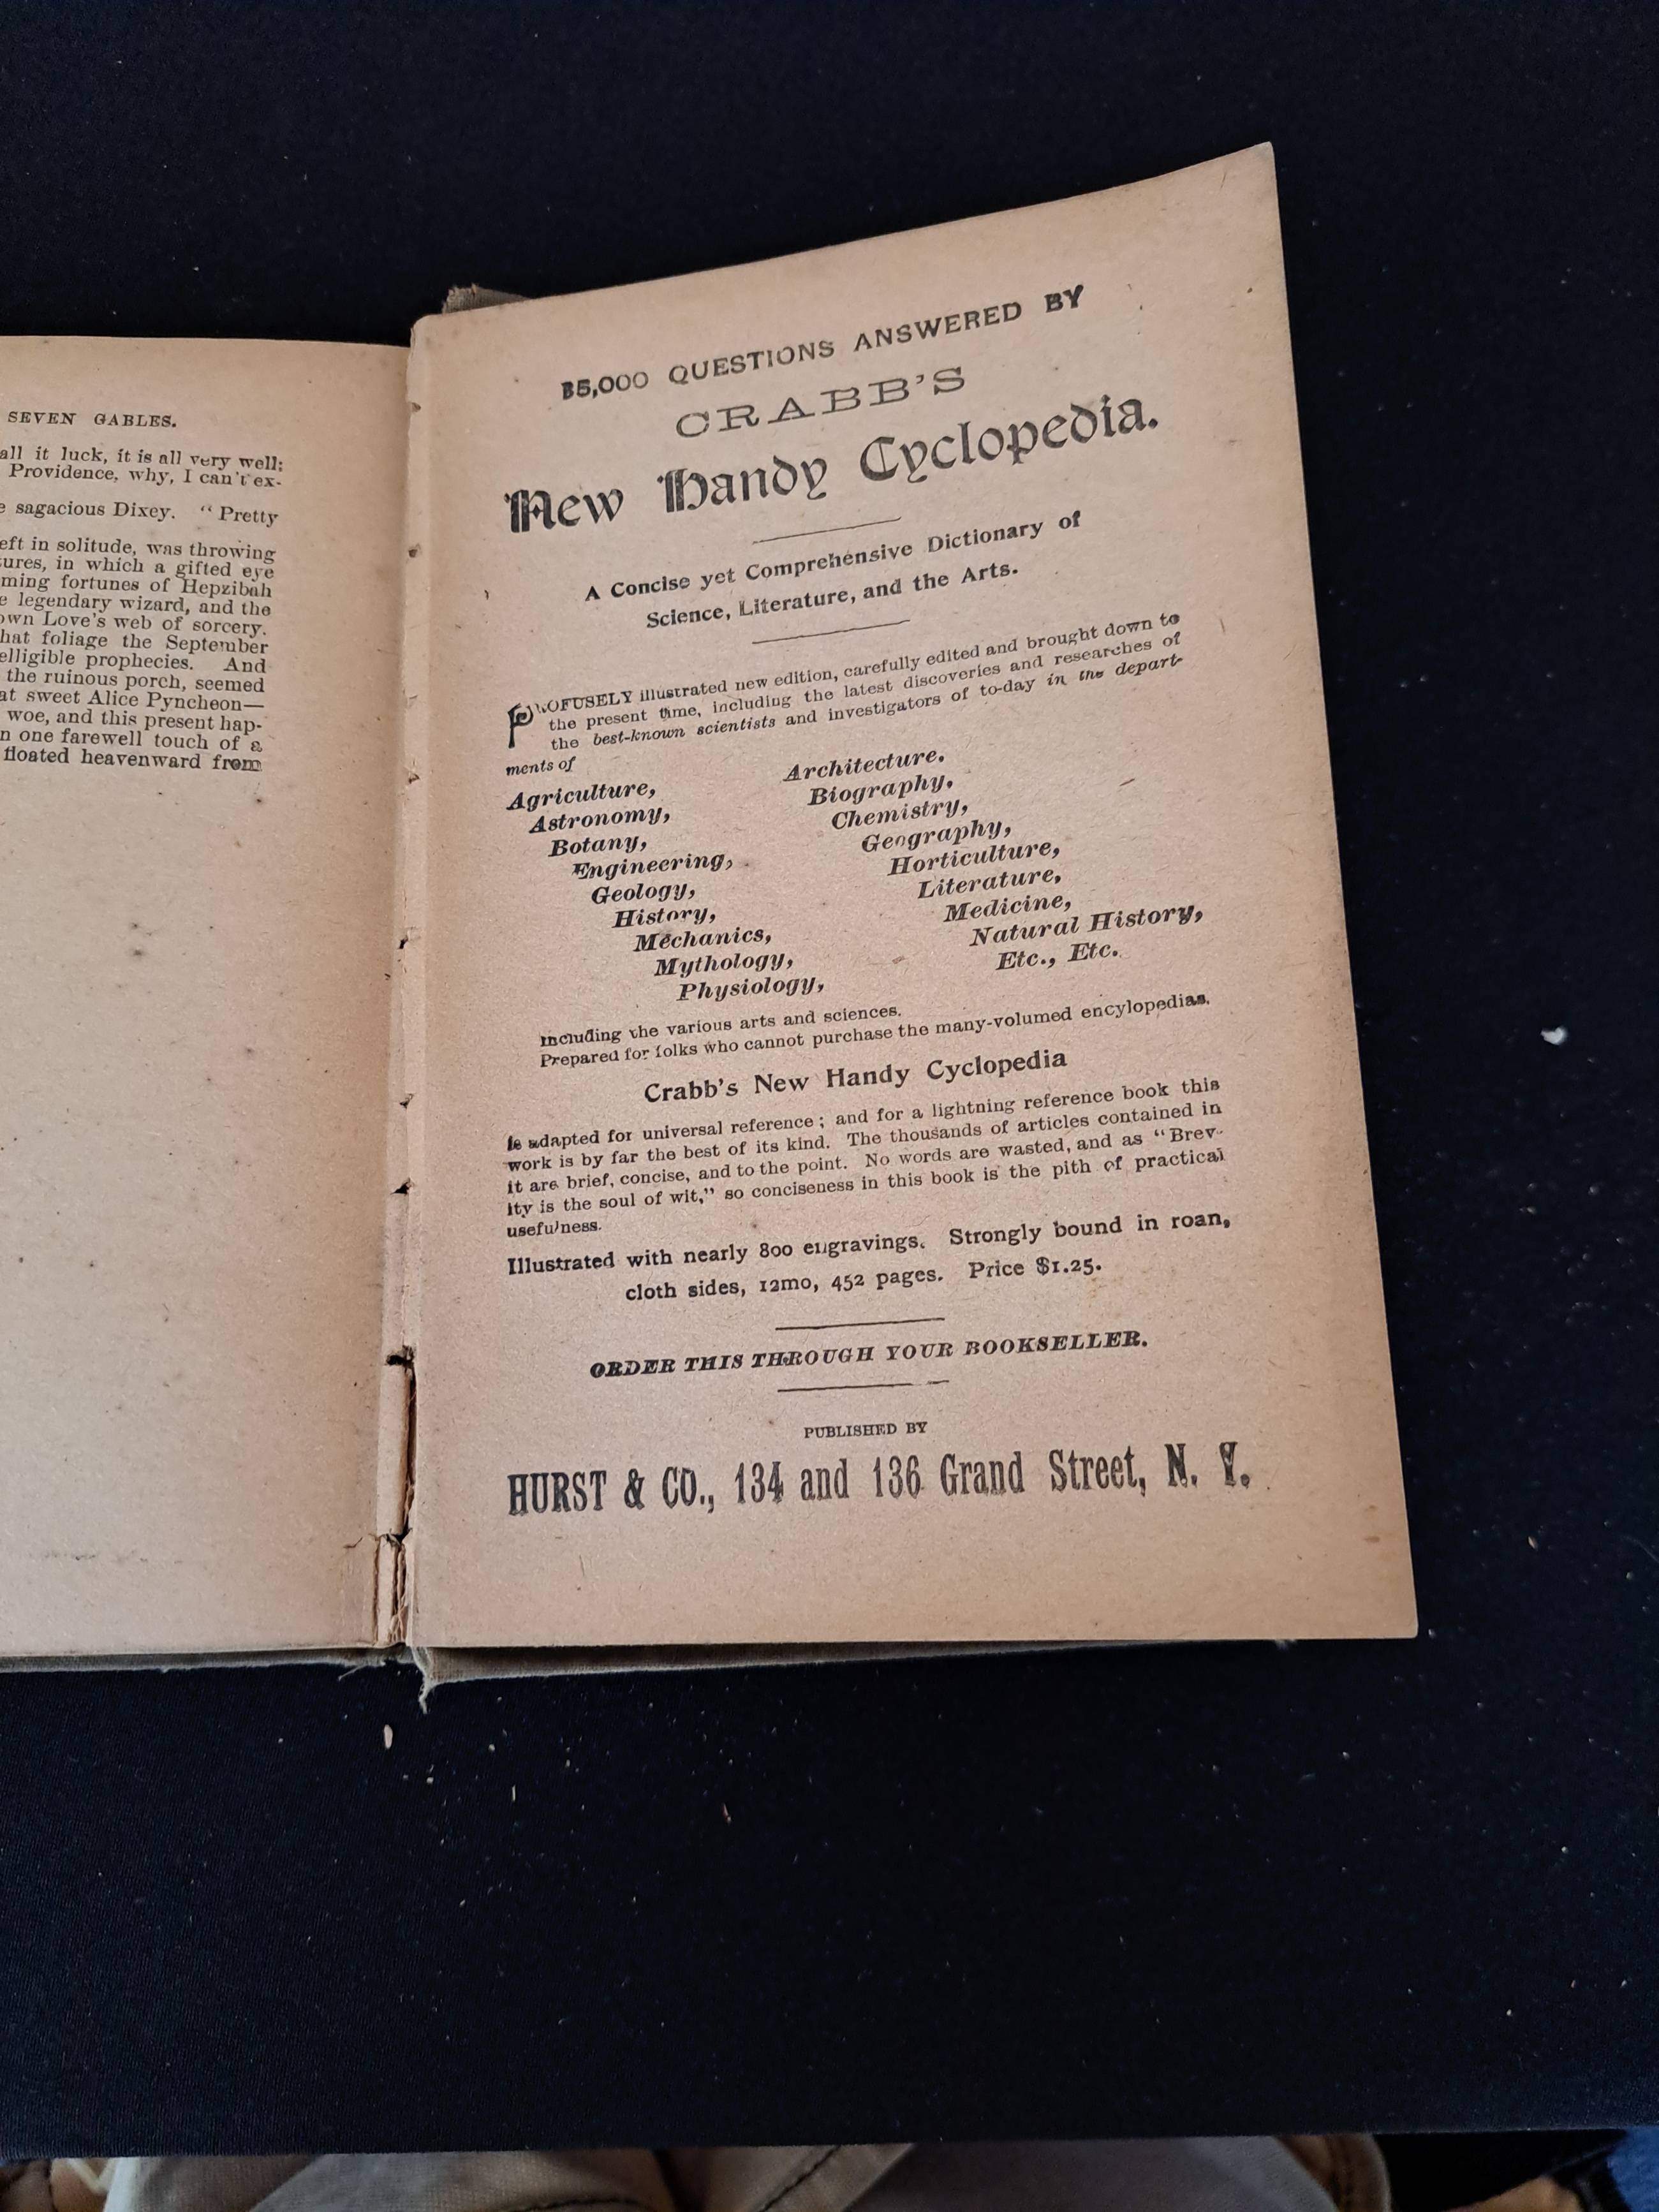 SEVEN GABLES.
all it luck, it is all very well;
Providence, why, I can't ex-
sagacious Dixey. "Pretty
eft in solitude, was throwing
tures, in which a gifted eye
ming fortunes of Hepzibah
e legendary wizard, and the
own Love's web of sorcery.
hat foliage the September
elligible prophecies. And
the ruinous porch, seemed
at sweet Alice Pyncheon—
woe, and this present hap-
n one farewell touch of a
floated heavenward from
35,000 QUESTIONS ANSWERED BY
CRABB'S
New Handy Cyclopedia.
A Concise yet Comprehensive Dictionary of
Science, Literature, and the Arts.
PROFUSELY illustrated new edition, carefully edited and brought down to
the present time, including the latest discoveries and researches of
the best-known scientists and investigators of to-day in the depart-
ments of
Agriculture,
Astronomy,
Botany,
Engineering,
Geology,
History,
Mechanics,
Mythology,
Physiology,
Architecture.
Biography,
Chemistry,
Geography,
Horticulture,
Literature,
Medicine,
Natural History,
Etc., Etc.
including the various arts and sciences.
Prepared for folks who cannot purchase the many-volumed encylopedias.
Crabb's New Handy Cyclopedia
is adapted for universal reference; and for a lightning reference book this
work is by far the best of its kind. The thousands of articles contained in
it are brief, concise, and to the point. No words are wasted, and as "Brev-
ity is the soul of wit," so conciseness in this book is the pith of practical
usefulness.
Illustrated with nearly 800 engravings. Strongly bound in roan,
cloth sides, 12mo, 452 pages. Price $1.25.
ORDER THIS THROUGH YOUR BOOKSELLER.
PUBLISHED BY
HURST & CO., 134 and 136 Grand Street, N. Y.